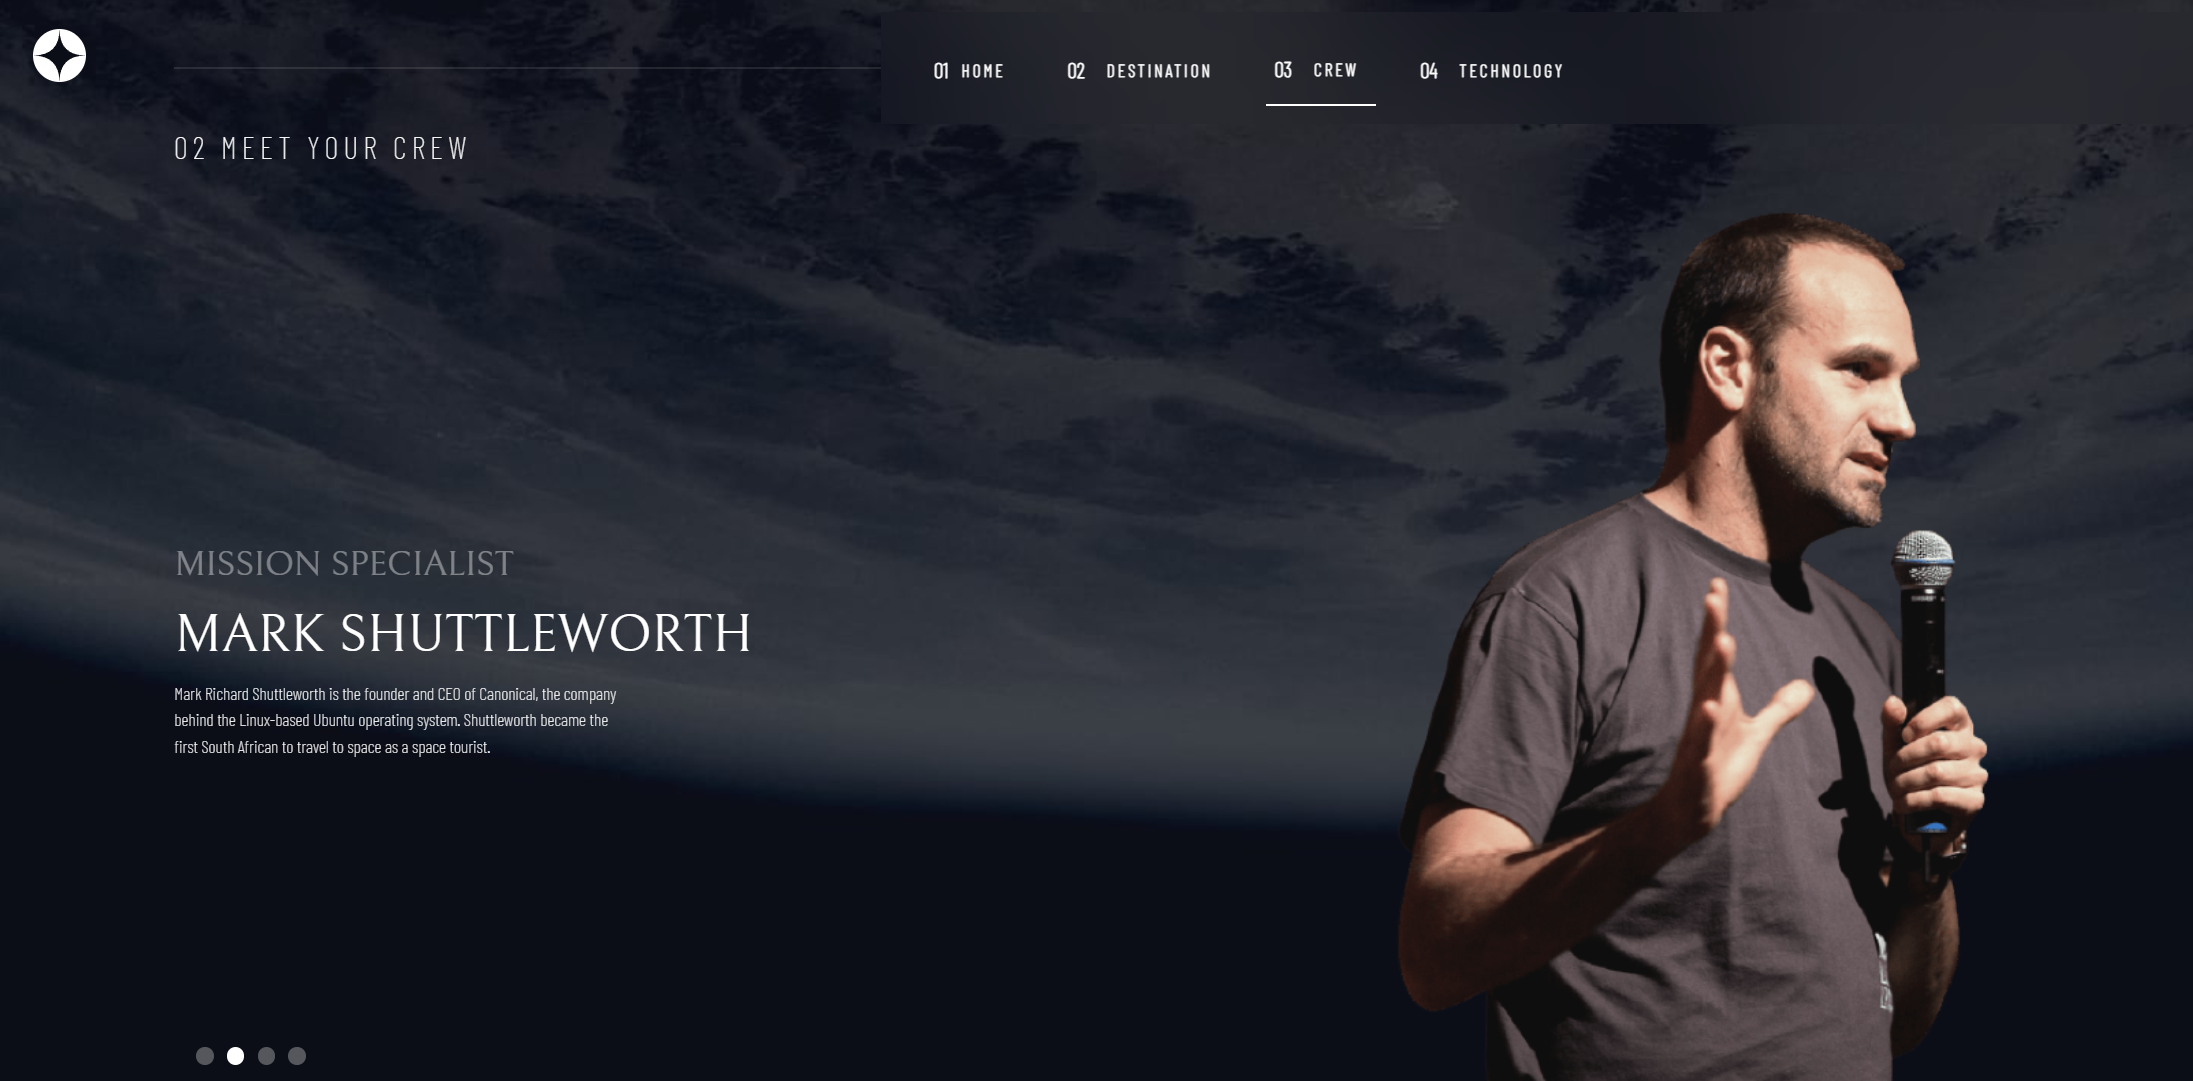 01 HOME 02 DESTINATION 03 CREW 04 TECHNOLOGY
02 MEET YOUR CREW
MISSION SPECIALIST
MARK SHUTTLEWORTH
Mark Richard Shuttleworth is the founder and CEO of Canonical, the company
behind the Linux-based Ubuntu operating system. Shuttleworth became the
first South African to travel to space as a space tourist.